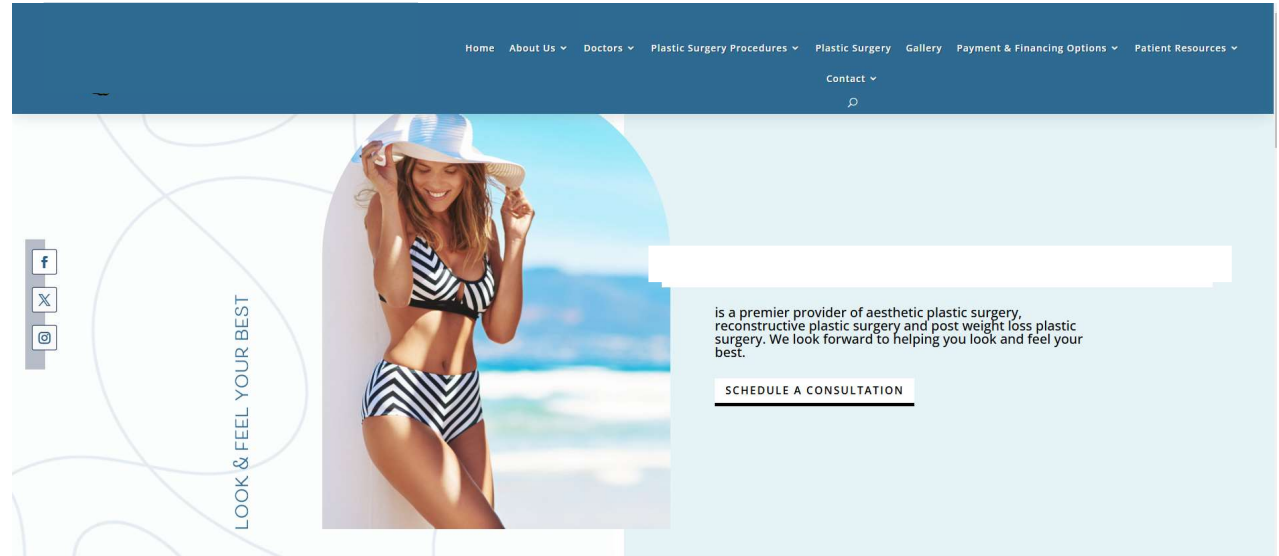 Home About Us Doctors Plastic Surgery Procedures Plastic Surgery Gallery Payment & Financing Options Patient Resources
Contact
LOOK & FEEL YOUR BEST
is a premier provider of aesthetic plastic surgery,
reconstructive plastic surgery and post weight loss plastic
surgery. We look forward to helping you look and feel your
best.
SCHEDULE A CONSULTATION